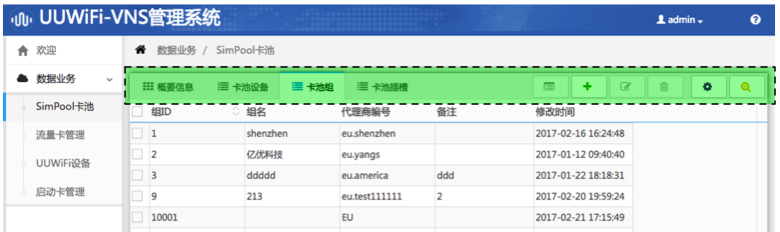 UUWiFi-VNS管理系统
admin
欢迎
数据业务 / SimPool卡池
数据业务
概要信息 卡池设备 卡池组 卡池插槽
SimPool卡池
流量卡管理
UUWiFi设备
启动卡管理
组ID 组名 代理商编号 备注 修改时间
1 shenzhen eu.shenzhen 2017-02-16 16:24:48
2 亿优科技 eu.yangs 2017-01-12 09:40:40
3 ddddd eu.america ddd 2017-01-22 18:18:31
9 213 eu.test111111 2 2017-02-20 19:59:24
10001 EU 2017-02-21 17:15:49